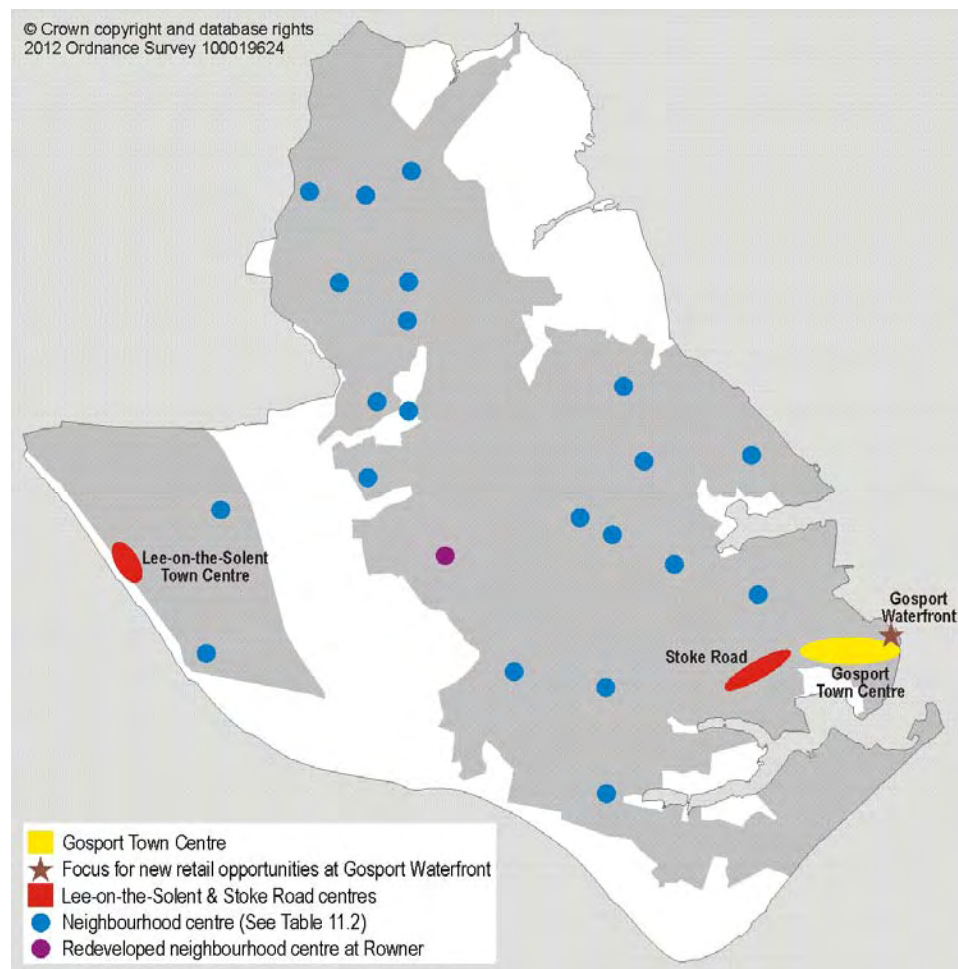 © Crown copyright and database rights
2012 Ordnance Survey 100019624
Lee-on-the-Solent
Town Centre
Gosport
Waterfront
Stoke Road
Gosport
Town Centre
Gosport Town Centre
Focus for new retail opportunities at Gosport Waterfront
Lee-on-the-Solent & Stoke Road centres
Neighbourhood centre (See Table 11.2)
Redeveloped neighbourhood centre at Rowner